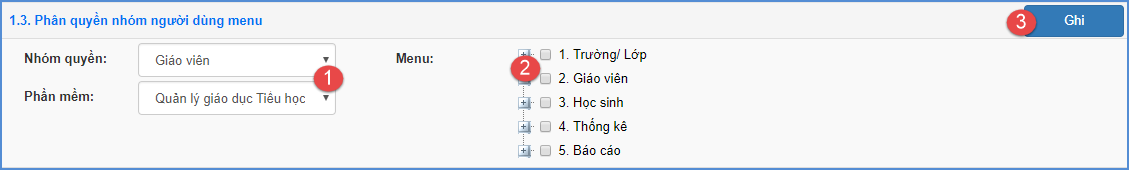 1.3. Phân quyền nhóm người dùng menu
3 Ghi
Nhóm quyền: Giáo viên
Phần mềm: Quản lý giáo dục Tiểu học
1
Menu:
2
1. Trường/ Lớp
2. Giáo viên
3. Học sinh
4. Thống kê
5. Báo cáo